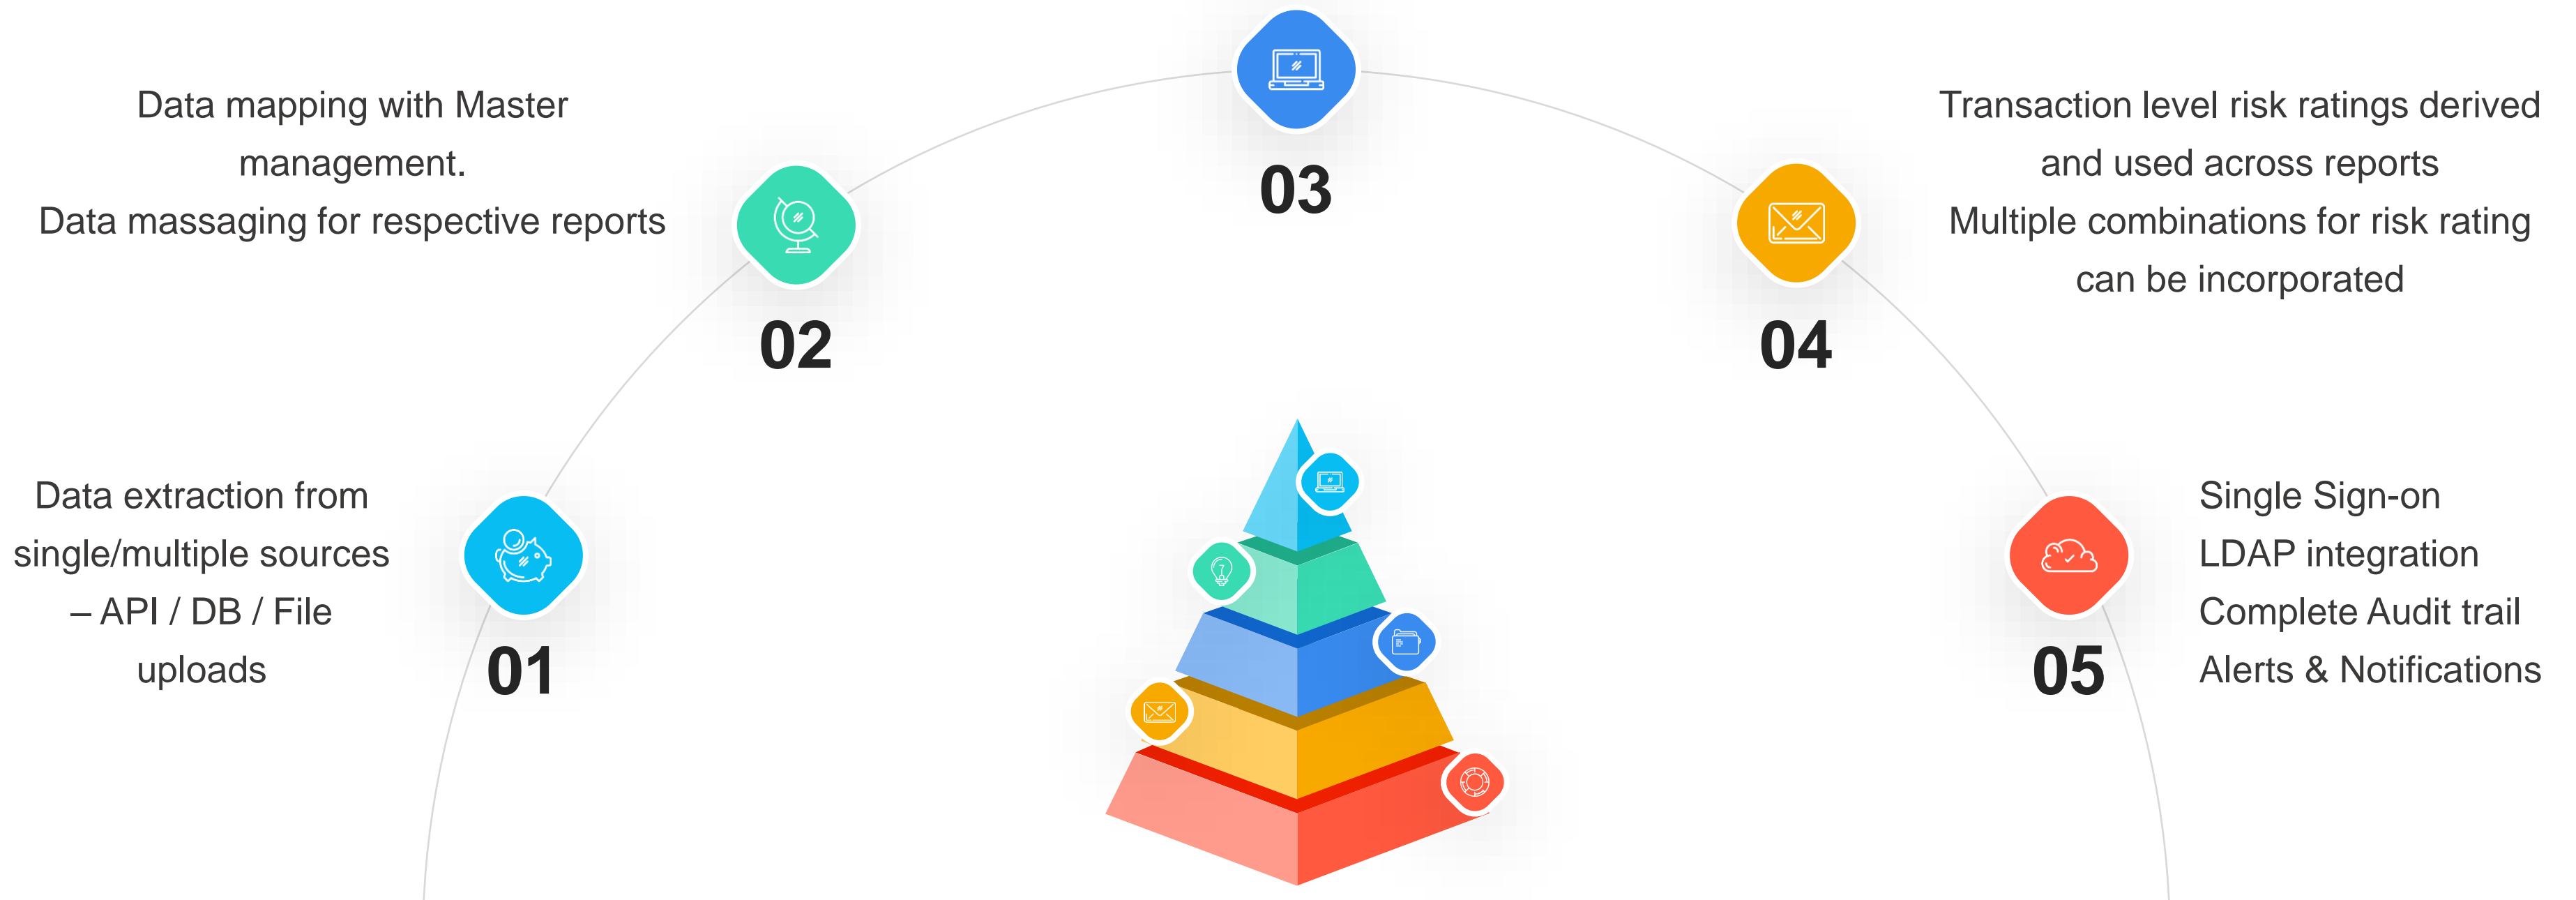 Data extraction from
single/multiple sources
– API / DB / File
uploads
01
Data mapping with Master
management.
Data massaging for respective reports
02
03
Transaction level risk ratings derived
and used across reports
Multiple combinations for risk rating
can be incorporated
04
Single Sign-on
LDAP integration
Complete Audit trail
Alerts & Notifications
05